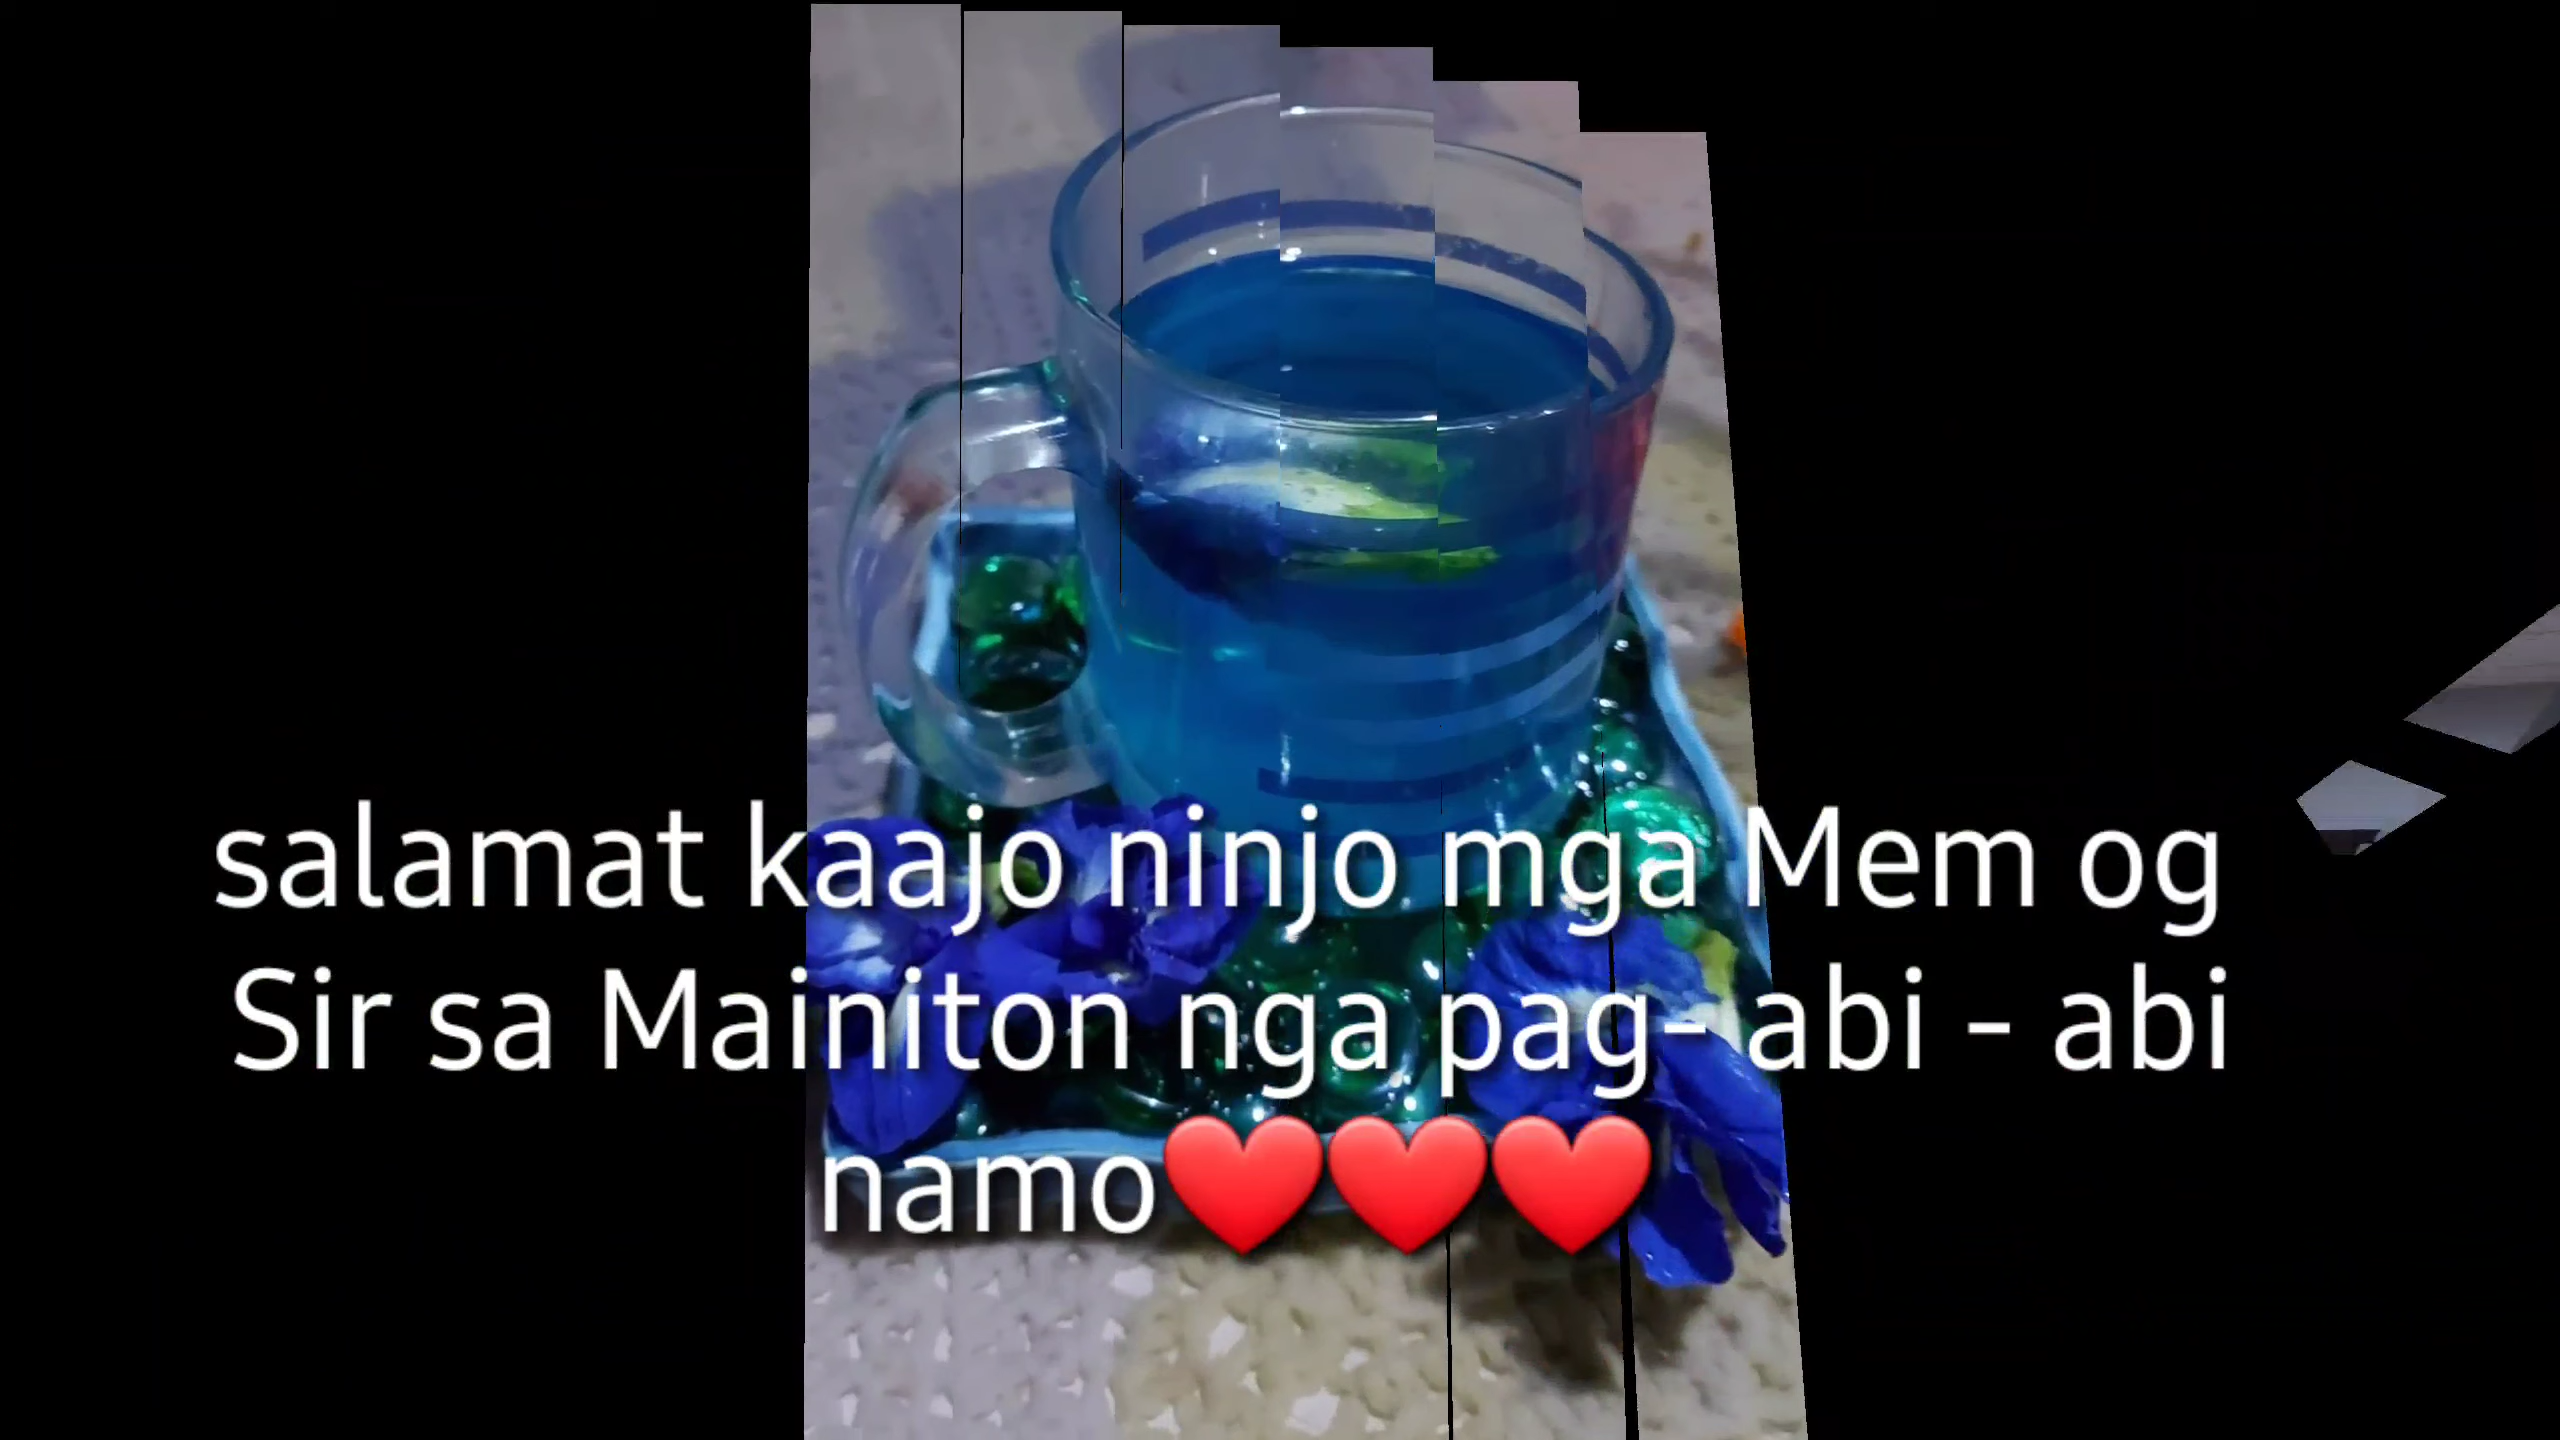 salamat kaajo ninjo mga Mem og
Sir sa Mainiton nga pag- abi - abi
namo❤️❤️❤️